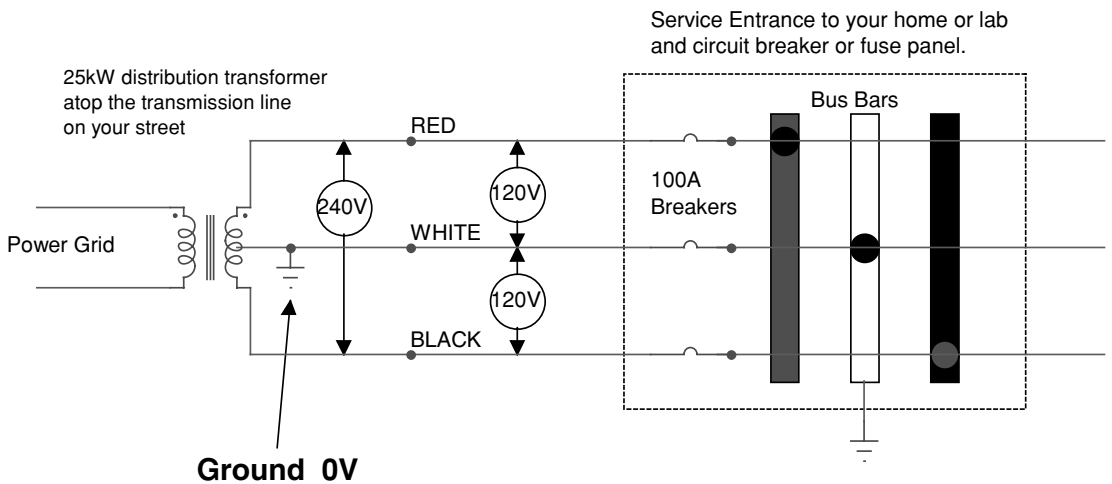 Service Entrance to your home or lab
and circuit breaker or fuse panel.
25kW distribution transformer
atop the transmission line
on your street
Bus Bars
RED
100A
Breakers
240V
120V
Power Grid
WHITE
120V
BLACK
Ground 0V